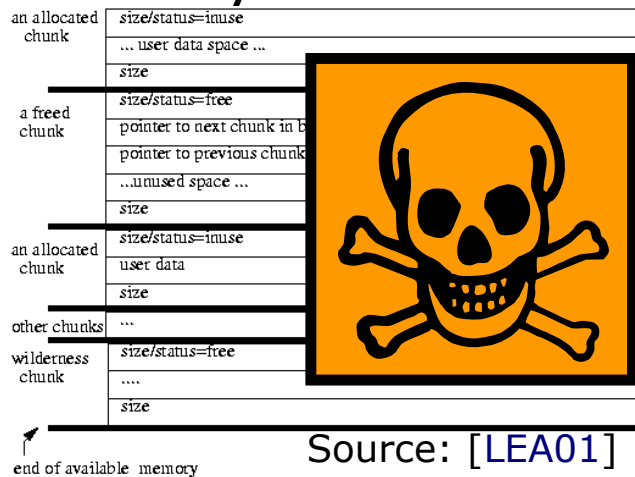 an allocated chunk
size/status=inuse
... user data space ...
size
a freed chunk
size/status=free
pointer to next chunk in b
pointer to previous chunk
...unused space ...
size
an allocated chunk
size/status=inuse
user data
size
other chunks
...
wilderness chunk
size/status=free
....
size
end of available memory
Source: [LEA01]